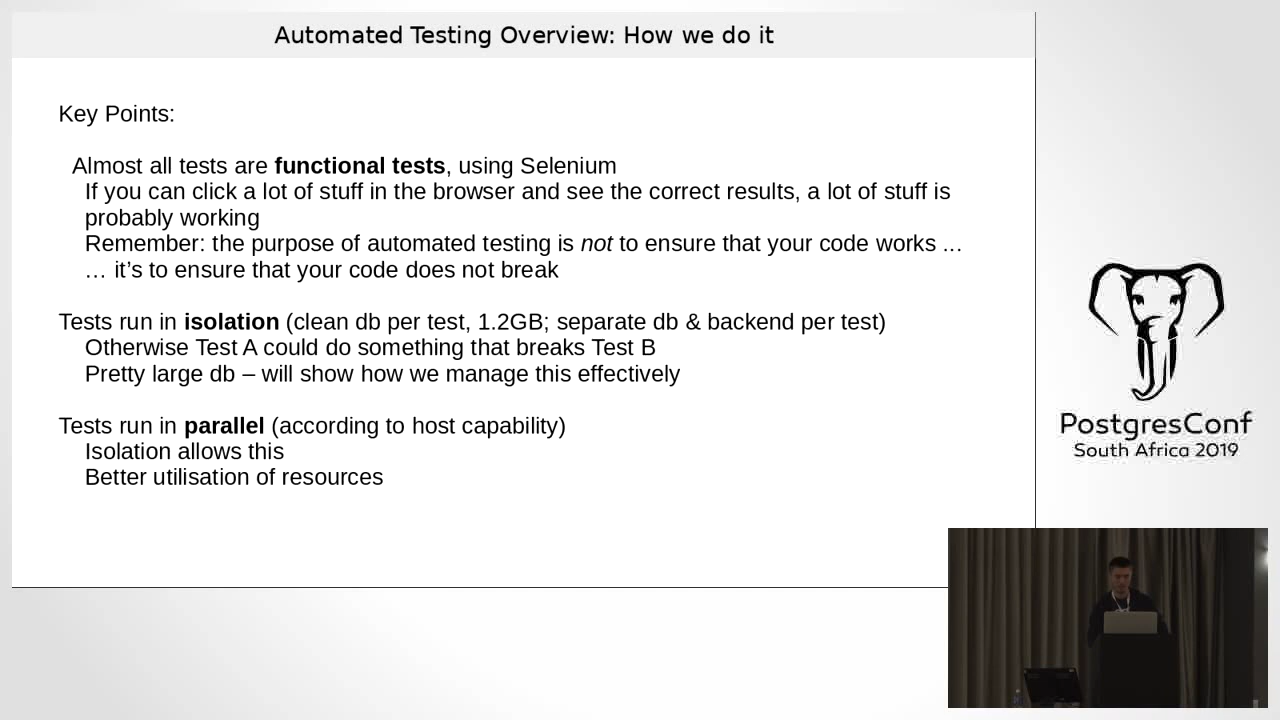 Automated Testing Overview: How we do it
Key Points:
Almost all tests are functional tests, using Selenium
If you can click a lot of stuff in the browser and see the correct results, a lot of stuff is
probably working
Remember: the purpose of automated testing is not to ensure that your code works ...
… it’s to ensure that your code does not break
Tests run in isolation (clean db per test, 1.2GB; separate db & backend per test)
Otherwise Test A could do something that breaks Test B
Pretty large db – will show how we manage this effectively
Tests run in parallel (according to host capability)
Isolation allows this
Better utilisation of resources
PostgresConf
South Africa 2019